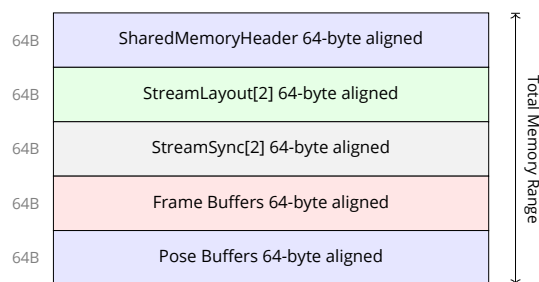 64B SharedMemoryHeader 64-byte aligned
64B StreamLayout[2] 64-byte aligned
64B StreamSync[2] 64-byte aligned
64B Frame Buffers 64-byte aligned
64B Pose Buffers 64-byte aligned
Total Memory Range